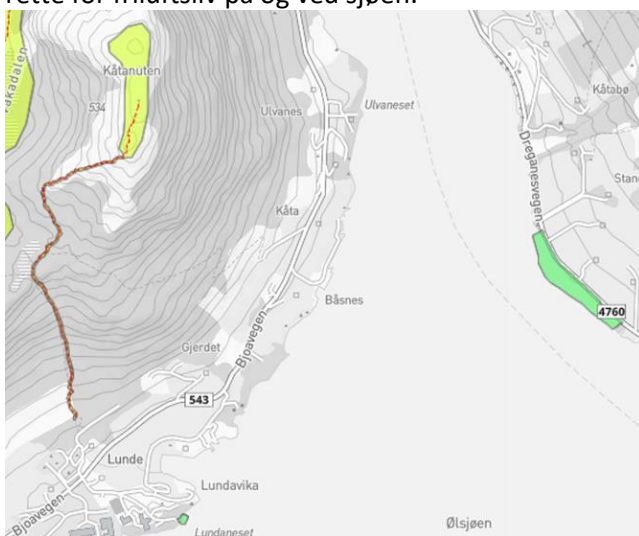 rette for friluftsliv på og ved sjøen.
Kåtanuten
534
Ulvanes
Ulvaneset
Kåtabø
Dreganesvegen
Kåta
4760
Båsnes
Bjoavegen
Gjerdet
543
Lunde
Lundavika
Bjoavegen
Lundaneset
Ølsjøen